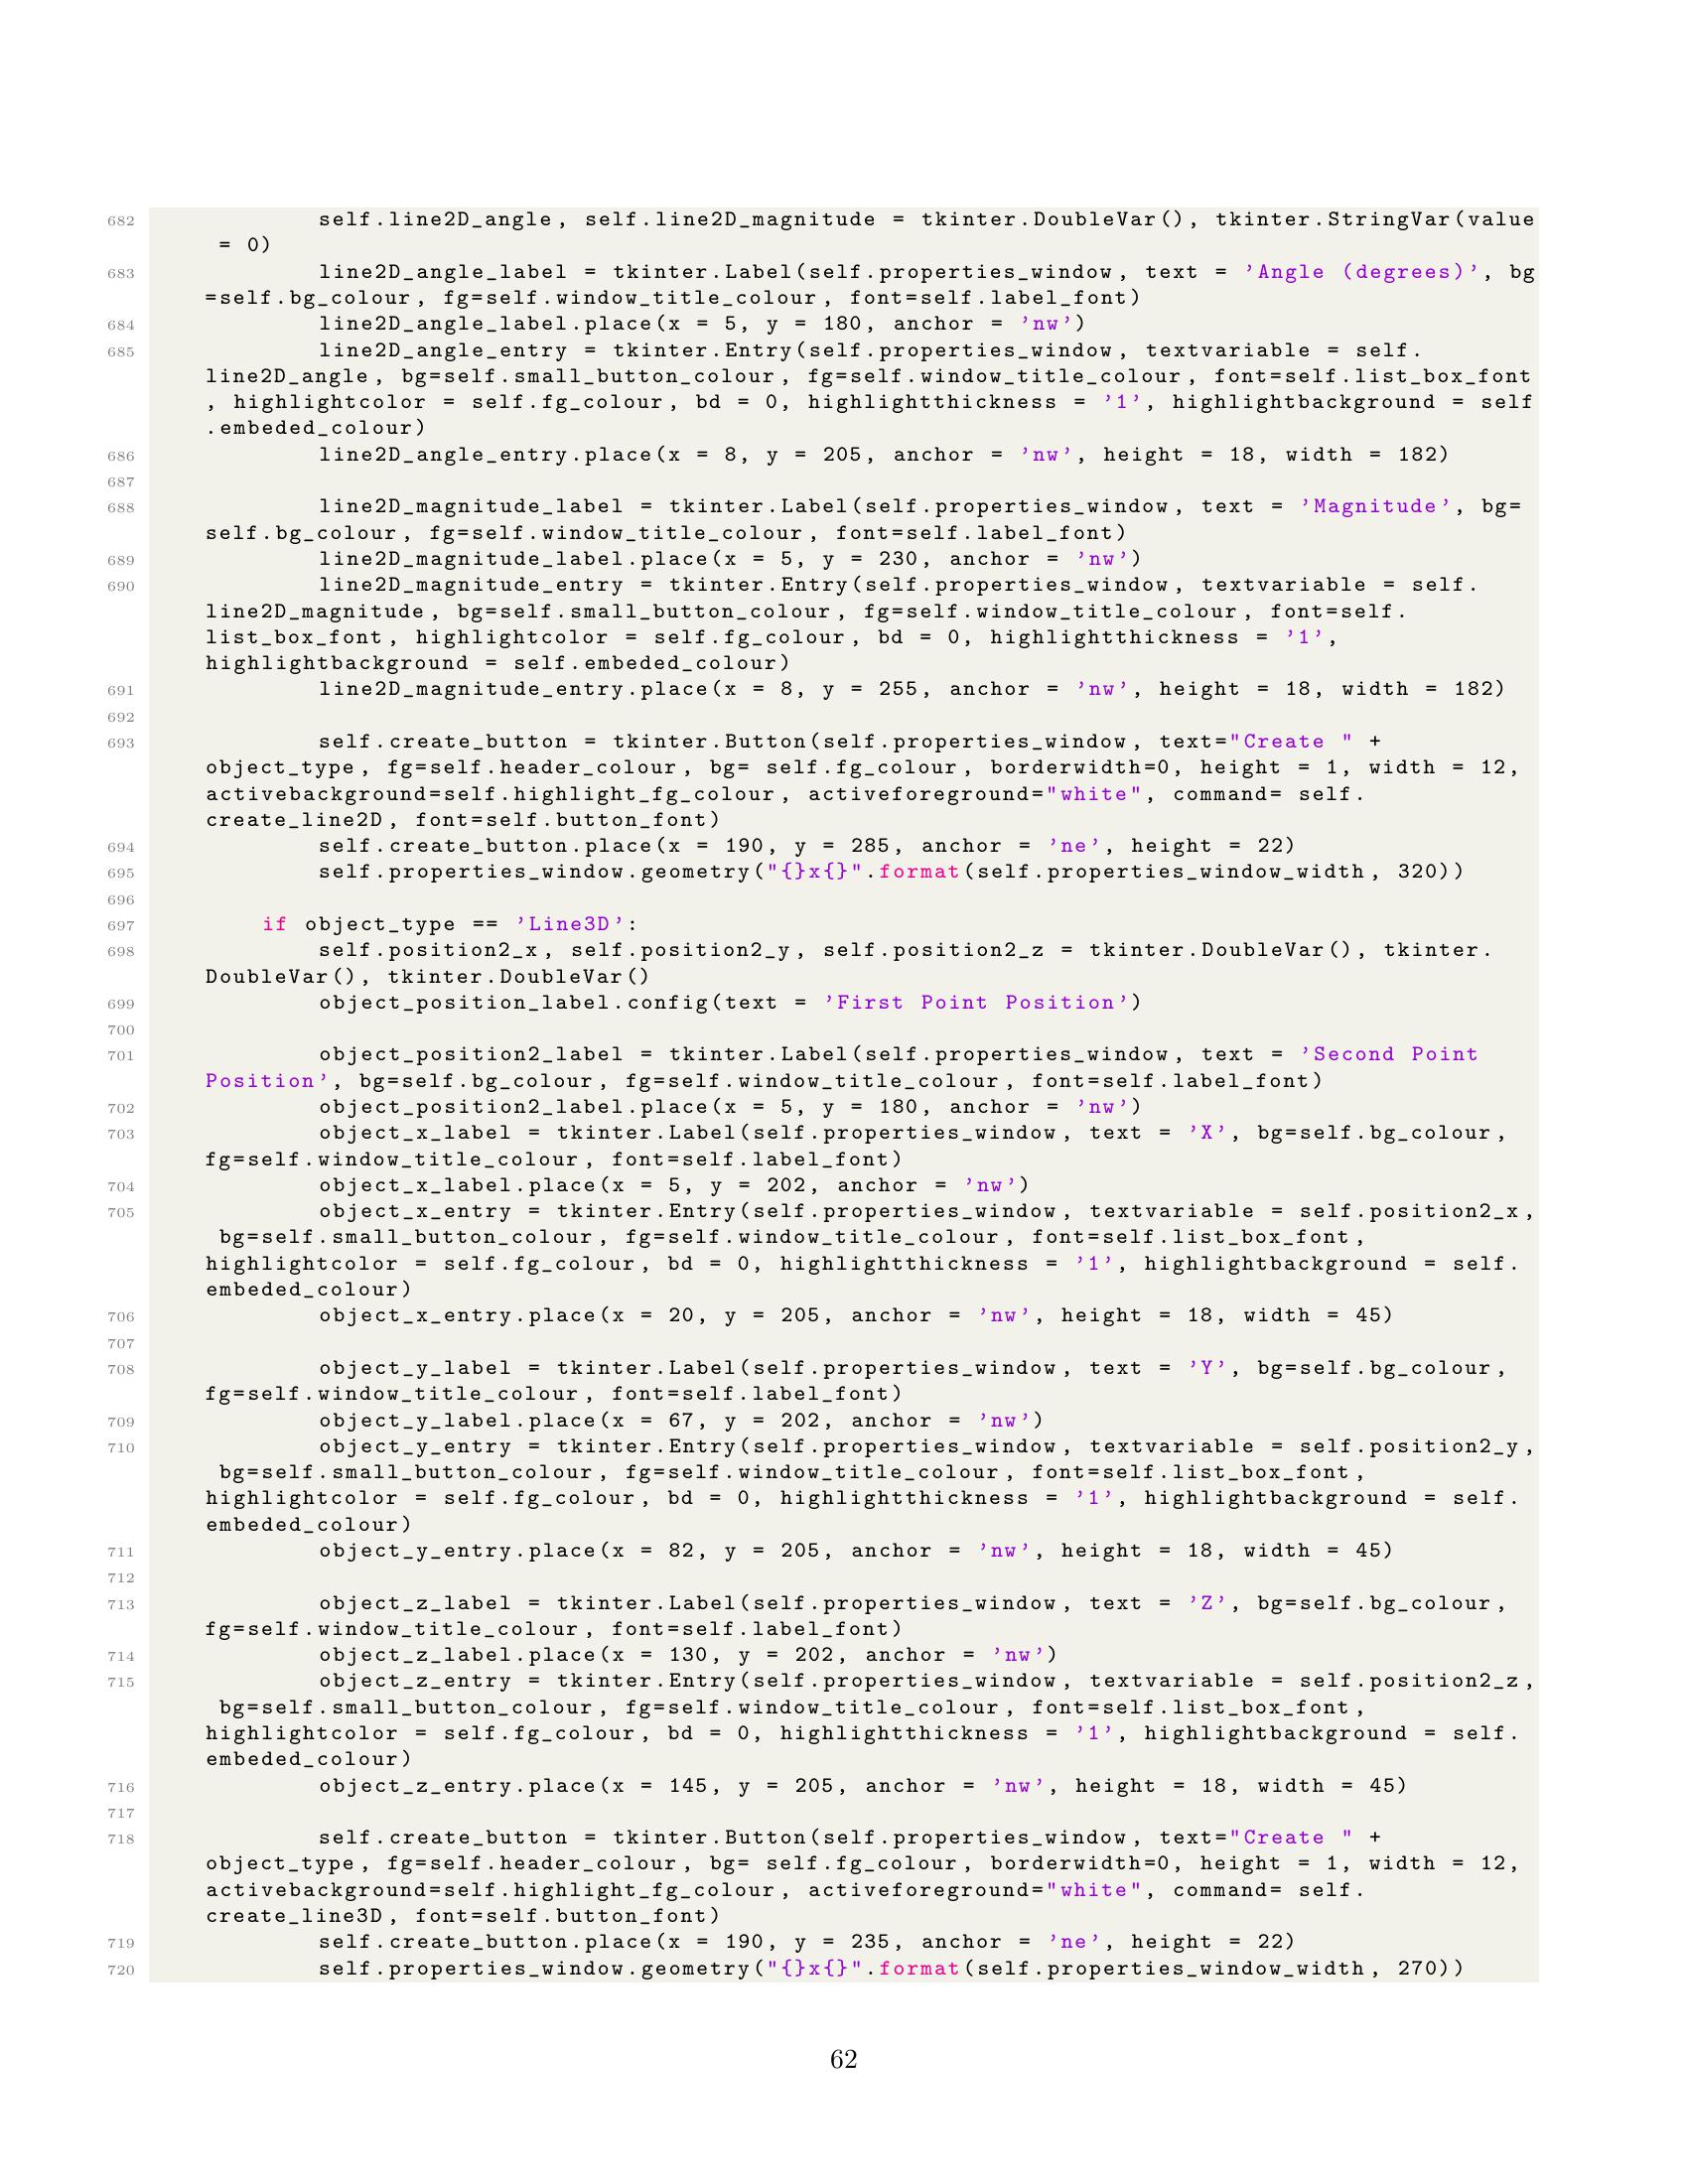 682 self.line2D_angle, self.line2D_magnitude = tkinter.DoubleVar(), tkinter.StringVar(value
= 0)
683 line2D_angle_label = tkinter.Label(self.properties_window, text = 'Angle (degrees)', bg
=self.bg_colour, fg=self.window_title_colour, font=self.label_font)
684 line2D_angle_label.place(x = 5, y = 180, anchor = 'nw')
685 line2D_angle_entry = tkinter.Entry(self.properties_window, textvariable = self.
line2D_angle, bg=self.small_button_colour, fg=self.window_title_colour, font=self.list_box_font
, highlightcolor = self.fg_colour, bd = 0, highlightthickness = '1', highlightbackground = self
.embeded_colour)
686 line2D_angle_entry.place(x = 8, y = 205, anchor = 'nw', height = 18, width = 182)
687
688 line2D_magnitude_label = tkinter.Label(self.properties_window, text = 'Magnitude', bg=
self.bg_colour, fg=self.window_title_colour, font=self.label_font)
689 line2D_magnitude_label.place(x = 5, y = 230, anchor = 'nw')
690 line2D_magnitude_entry = tkinter.Entry(self.properties_window, textvariable = self.
line2D_magnitude, bg=self.small_button_colour, fg=self.window_title_colour, font=self.
list_box_font, highlightcolor = self.fg_colour, bd = 0, highlightthickness = '1',
highlightbackground = self.embeded_colour)
691 line2D_magnitude_entry.place(x = 8, y = 255, anchor = 'nw', height = 18, width = 182)
692
693 self.create_button = tkinter.Button(self.properties_window, text="Create " +
object_type, fg=self.header_colour, bg= self.fg_colour, borderwidth=0, height = 1, width = 12,
activebackground=self.highlight_fg_colour, activeforeground="white", command= self.
create_line2D, font=self.button_font)
694 self.create_button.place(x = 190, y = 285, anchor = 'ne', height = 22)
695 self.properties_window.geometry("{}x{}".format(self.properties_window_width, 320))
696
697 if object_type == 'Line3D':
698 self.position2_x, self.position2_y, self.position2_z = tkinter.DoubleVar(), tkinter.
DoubleVar(), tkinter.DoubleVar()
699 object_position_label.config(text = 'First Point Position')
700
701 object_position2_label = tkinter.Label(self.properties_window, text = 'Second Point
Position', bg=self.bg_colour, fg=self.window_title_colour, font=self.label_font)
702 object_position2_label.place(x = 5, y = 180, anchor = 'nw')
703 object_x_label = tkinter.Label(self.properties_window, text = 'X', bg=self.bg_colour,
fg=self.window_title_colour, font=self.label_font)
704 object_x_label.place(x = 5, y = 202, anchor = 'nw')
705 object_x_entry = tkinter.Entry(self.properties_window, textvariable = self.position2_x,
bg=self.small_button_colour, fg=self.window_title_colour, font=self.list_box_font,
highlightcolor = self.fg_colour, bd = 0, highlightthickness = '1', highlightbackground = self.
embeded_colour)
706 object_x_entry.place(x = 20, y = 205, anchor = 'nw', height = 18, width = 45)
707
708 object_y_label = tkinter.Label(self.properties_window, text = 'Y', bg=self.bg_colour,
fg=self.window_title_colour, font=self.label_font)
709 object_y_label.place(x = 67, y = 202, anchor = 'nw')
710 object_y_entry = tkinter.Entry(self.properties_window, textvariable = self.position2_y,
bg=self.small_button_colour, fg=self.window_title_colour, font=self.list_box_font,
highlightcolor = self.fg_colour, bd = 0, highlightthickness = '1', highlightbackground = self.
embeded_colour)
711 object_y_entry.place(x = 82, y = 205, anchor = 'nw', height = 18, width = 45)
712
713 object_z_label = tkinter.Label(self.properties_window, text = 'Z', bg=self.bg_colour,
fg=self.window_title_colour, font=self.label_font)
714 object_z_label.place(x = 130, y = 202, anchor = 'nw')
715 object_z_entry = tkinter.Entry(self.properties_window, textvariable = self.position2_z,
bg=self.small_button_colour, fg=self.window_title_colour, font=self.list_box_font,
highlightcolor = self.fg_colour, bd = 0, highlightthickness = '1', highlightbackground = self.
embeded_colour)
716 object_z_entry.place(x = 145, y = 205, anchor = 'nw', height = 18, width = 45)
717
718 self.create_button = tkinter.Button(self.properties_window, text="Create " +
object_type, fg=self.header_colour, bg= self.fg_colour, borderwidth=0, height = 1, width = 12,
activebackground=self.highlight_fg_colour, activeforeground="white", command= self.
create_line3D, font=self.button_font)
719 self.create_button.place(x = 190, y = 235, anchor = 'ne', height = 22)
720 self.properties_window.geometry("{}x{}".format(self.properties_window_width, 270))
62